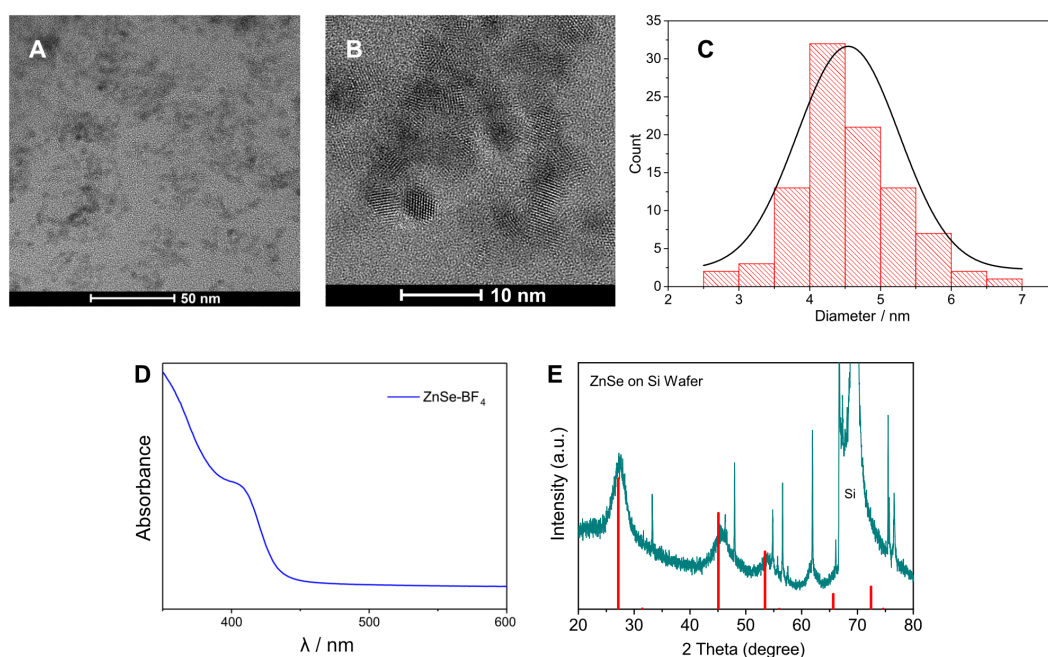 A
50 nm
B
10 nm
C
Count
35
30
25
20
15
10
5
0
2 3 4 5 6 7
Diameter / nm
D
ZnSe-BF₄
Absorbance
400 500 600
λ / nm
E
ZnSe on Si Wafer
Si
Intensity (a.u.)
20 30 40 50 60 70 80
2 Theta (degree)